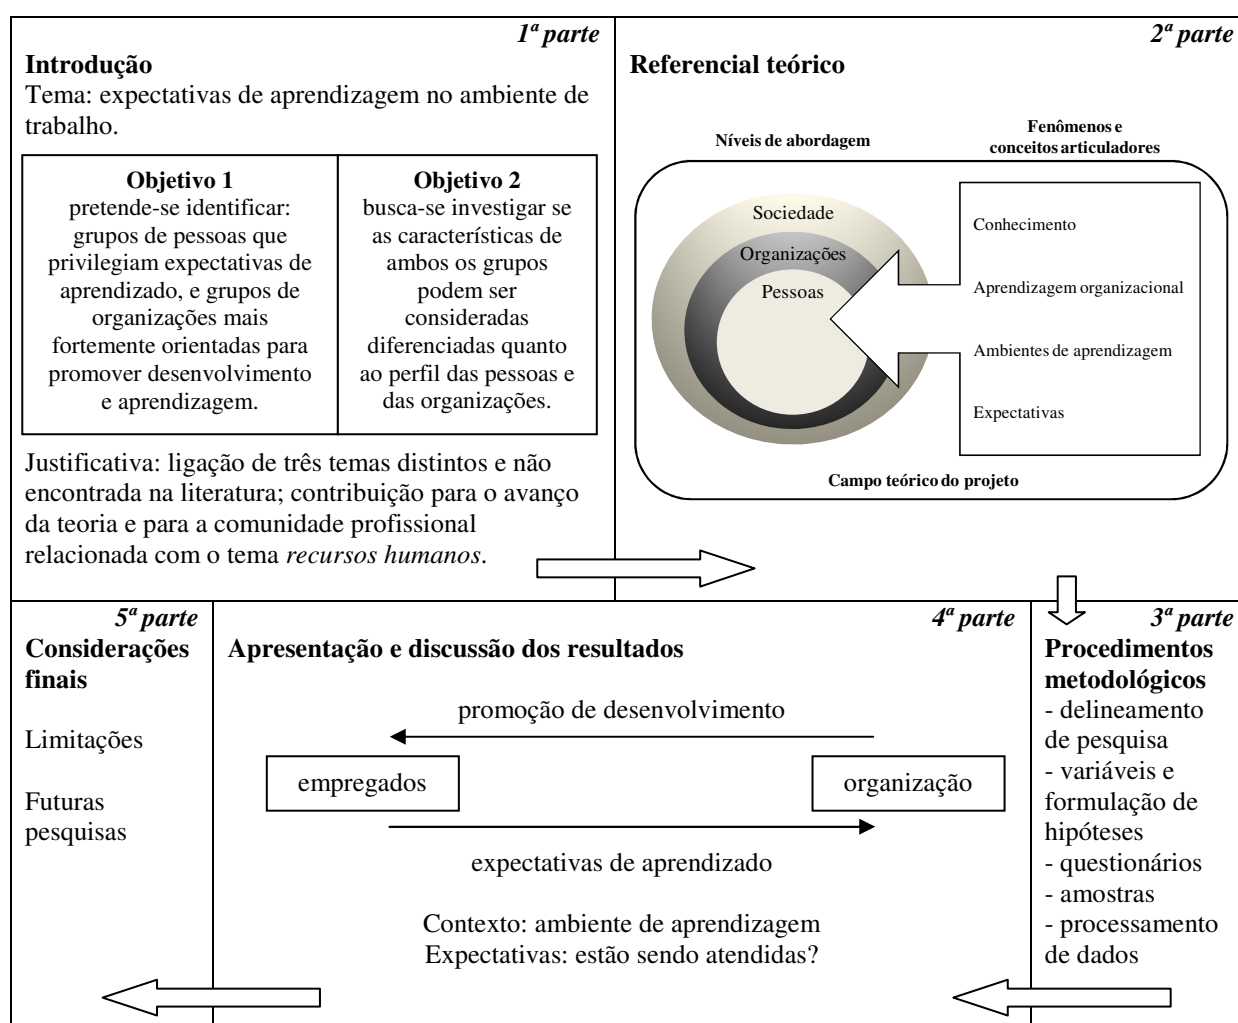 1ª parte
Introdução
Tema: expectativas de aprendizagem no ambiente de
trabalho.
Objetivo 1
pretende-se identificar:
grupos de pessoas que
privilegiam expectativas de
aprendizado, e grupos de
organizações mais
fortemente orientadas para
promover desenvolvimento
e aprendizagem.
Objetivo 2
busca-se investigar se
as características de
ambos os grupos
podem ser
consideradas
diferenciadas quanto
ao perfil das pessoas e
das organizações.
Justificativa: ligação de três temas distintos e não
encontrada na literatura; contribuição para o avanço
da teoria e para a comunidade profissional
relacionada com o tema recursos humanos.
2ª parte
Referencial teórico
Níveis de abordagem
Fenômenos e
conceitos articuladores
Sociedade
Organizações
Pessoas
Conhecimento
Aprendizagem organizacional
Ambientes de aprendizagem
Expectativas
Campo teórico do projeto
3ª parte
Procedimentos
metodológicos
- delineamento
de pesquisa
- variáveis e
formulação de
hipóteses
- questionários
- amostras
- processamento
de dados
4ª parte
Apresentação e discussão dos resultados
promoção de desenvolvimento
empregados
organização
expectativas de aprendizado
Contexto: ambiente de aprendizagem
Expectativas: estão sendo atendidas?
5ª parte
Considerações
finais
Limitações
Futuras
pesquisas